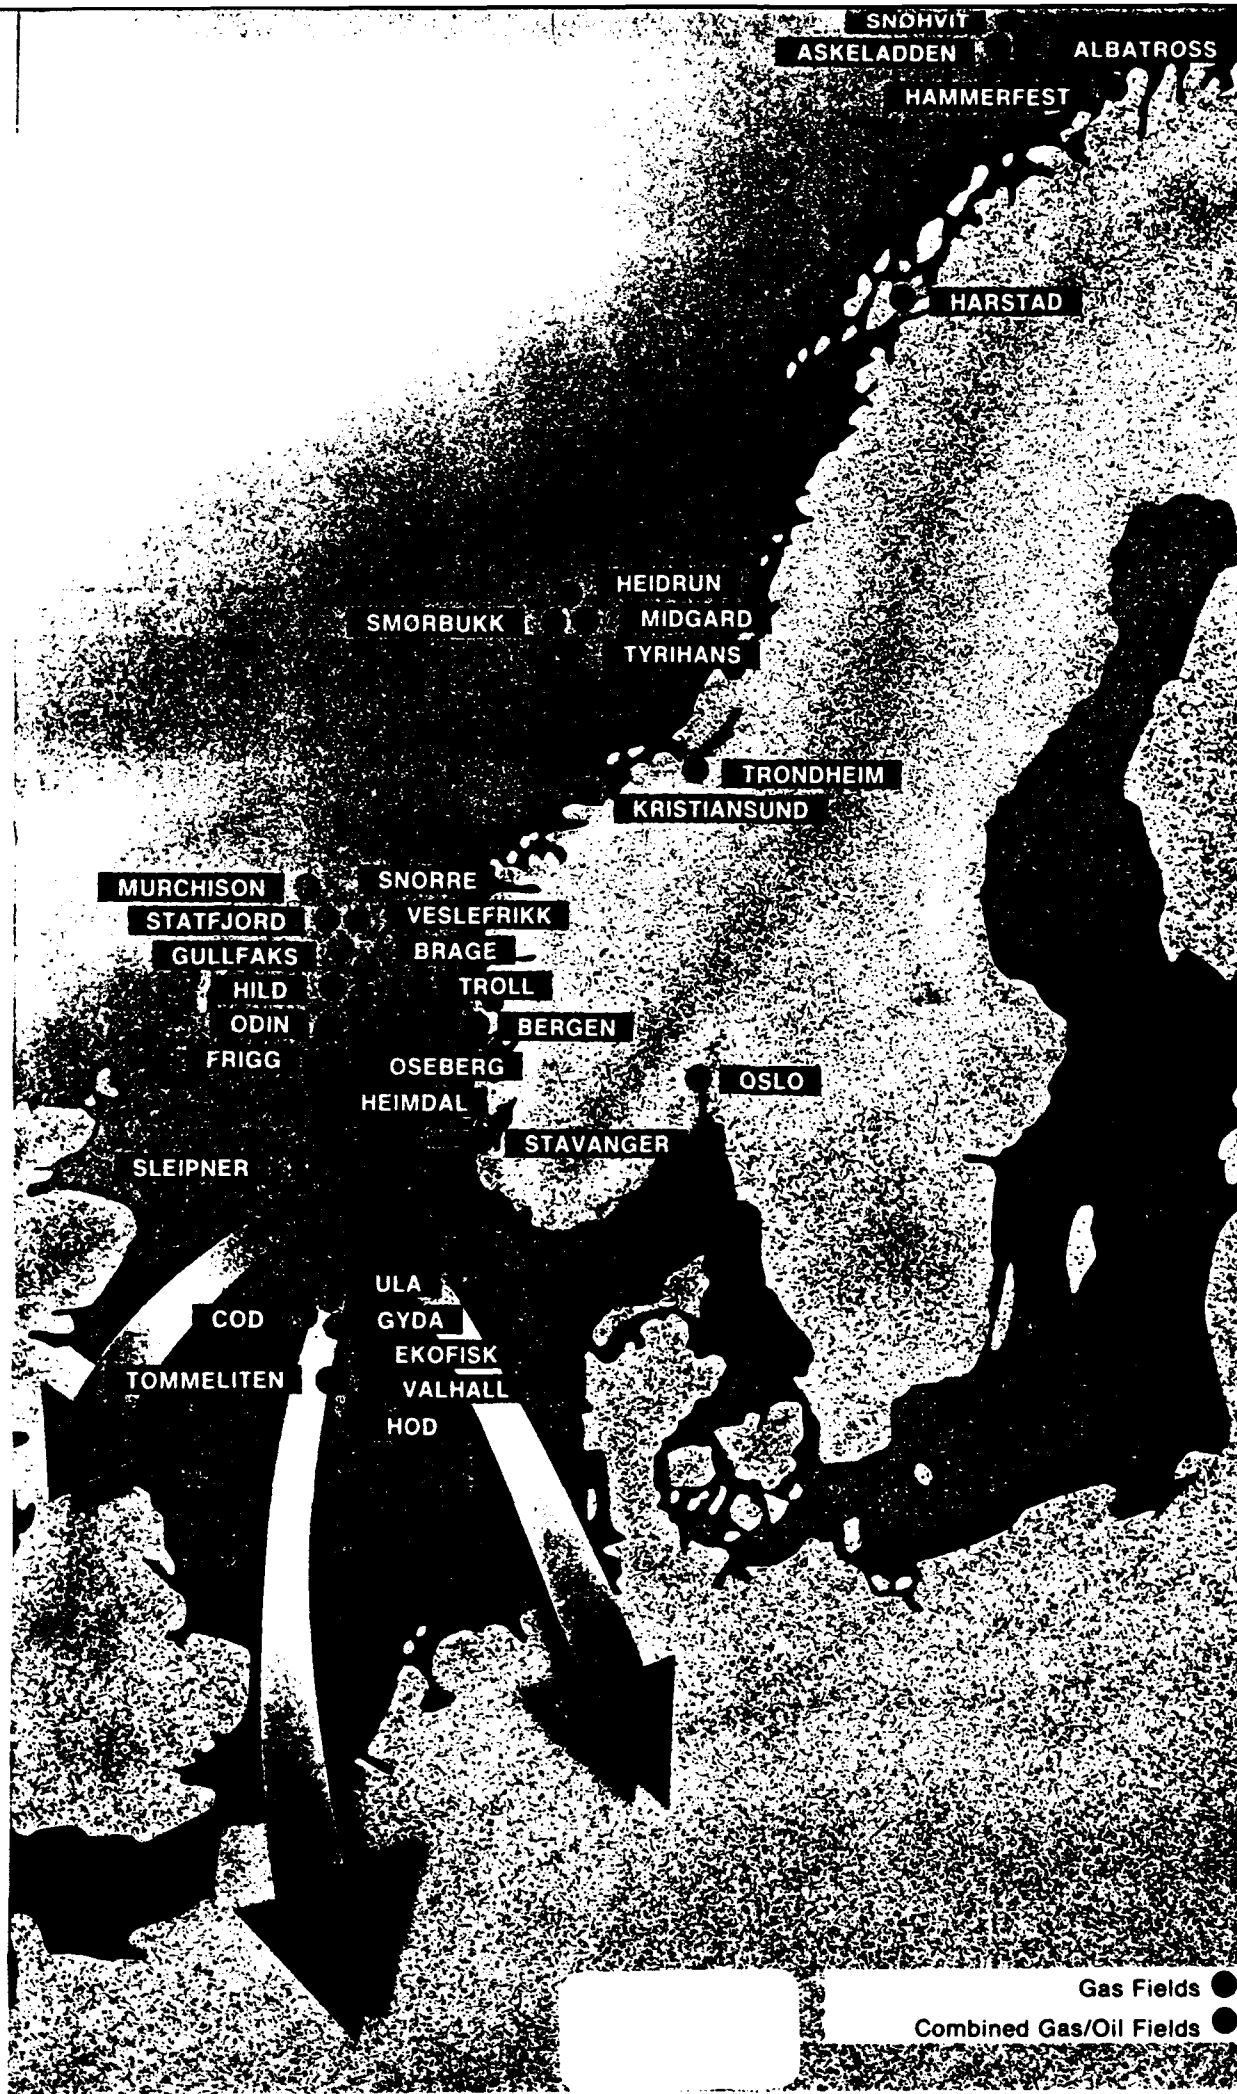 SNØHVIT
ASKELADDEN
ALBATROSS
HAMMERFEST
HARSTAD
HEIDRUN
SMØRBUKK
MIDGARD
TYRIHANS
TRONDHEIM
KRISTIANSUND
MURCHISON
SNORRE
STATFJORD
VESLEFRIKK
GULLFAKS
BRAGE
HILD
TROLL
ODIN
BERGEN
FRIGG
OSEBERG
OSLO
HEIMDAL
STAVANGER
SLEIPNER
ULA
COD
GYDA
EKOFISK
TOMMELITEN
VALHALL
HOD
Gas Fields
Combined Gas/Oil Fields